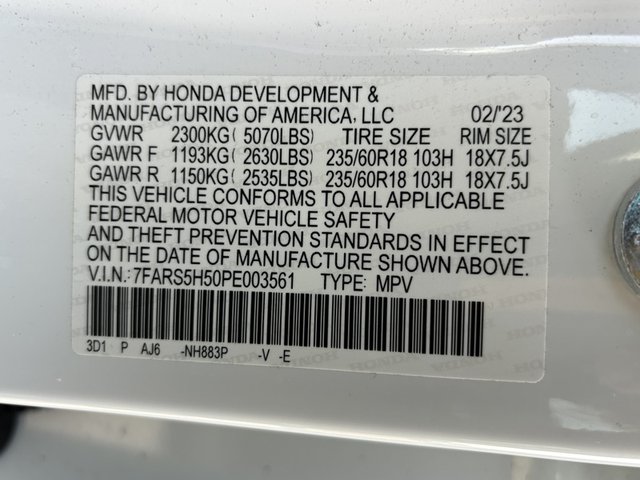 MFD. BY HONDA DEVELOPMENT &
MANUFACTURING OF AMERICA, LLC 02/'23
GVWR 2300KG( 5070LBS) TIRE SIZE RIM SIZE
GAWR F 1193KG( 2630LBS) 235/60R18 103H 18X7.5J
GAWR R 1150KG( 2535LBS) 235/60R18 103H 18X7.5J
THIS VEHICLE CONFORMS TO ALL APPLICABLE
FEDERAL MOTOR VEHICLE SAFETY
AND THEFT PREVENTION STANDARDS IN EFFECT
ON THE DATE OF MANUFACTURE SHOWN ABOVE.
V.I.N.:7FARS5H50PE003561 TYPE: MPV
3D1 P AJ6 -NH883P -V -E